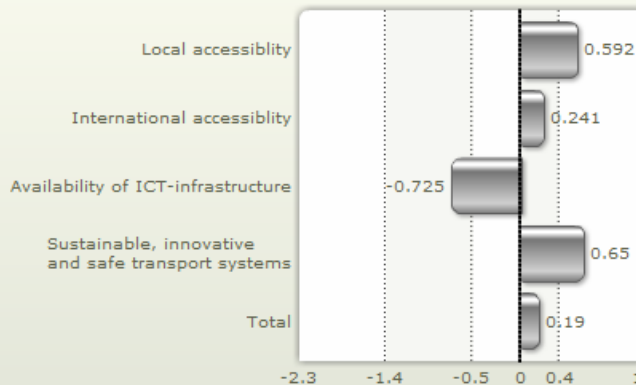 Local accessiblity
0.592
International accessiblity
0.241
Availability of ICT-infrastructure
-0.725
Sustainable, innovative
and safe transport systems
0.65
Total
0.19
-2.3 -1.4 -0.5 0 0.4